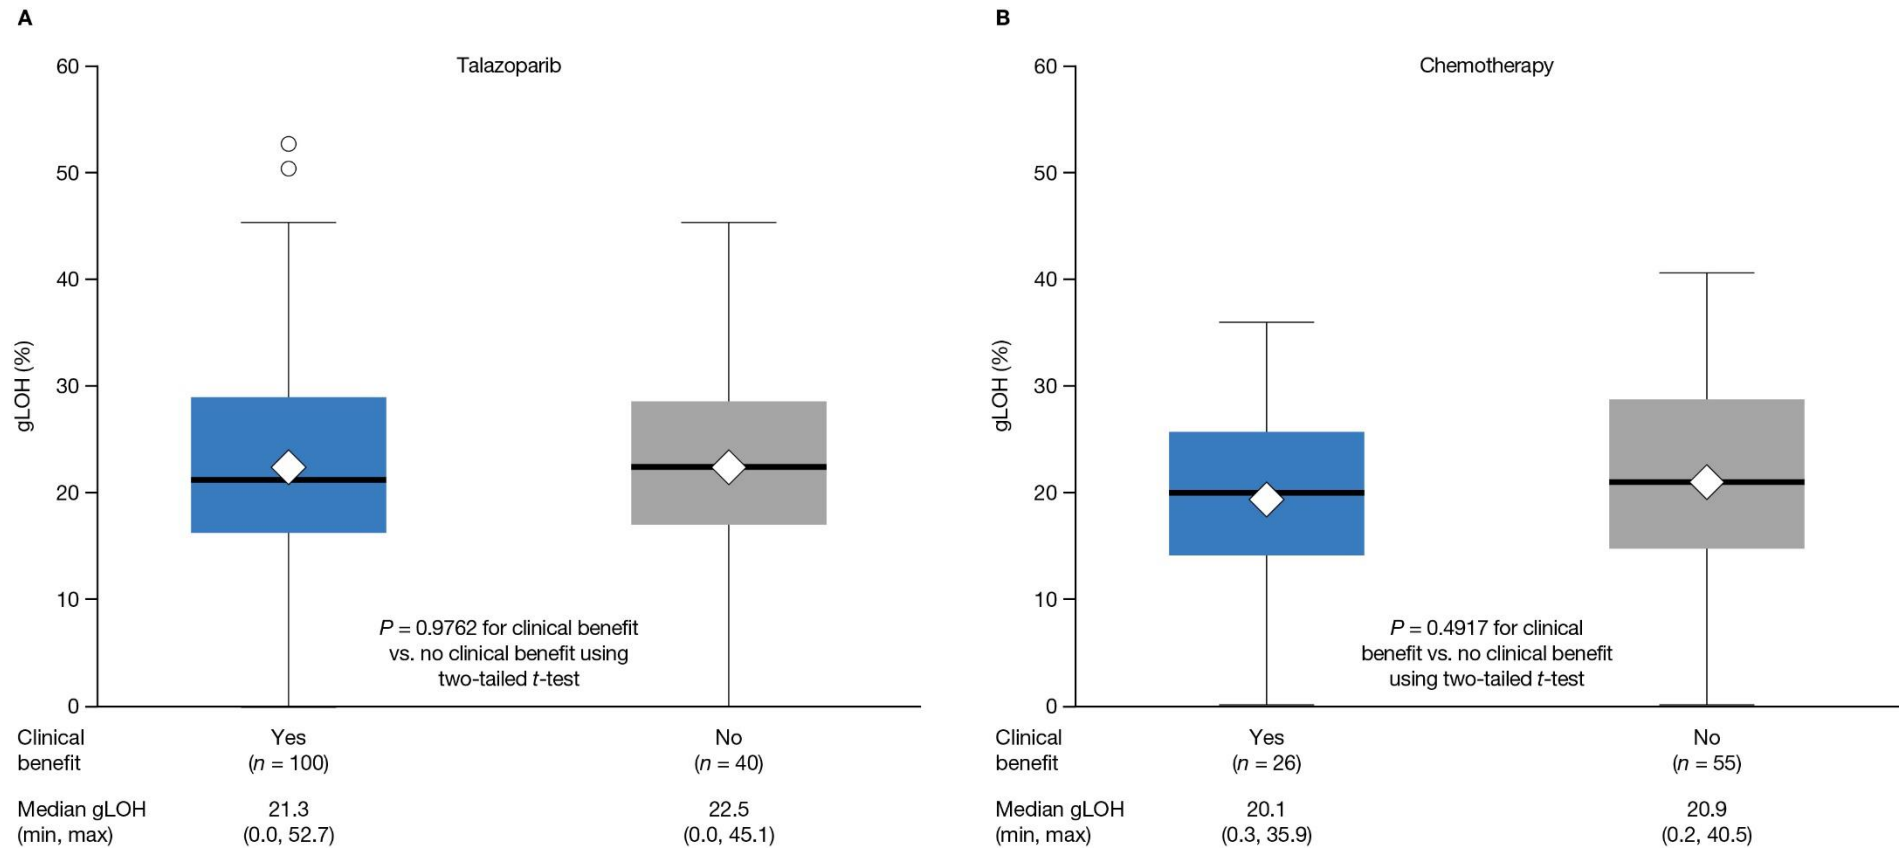 A
Talazoparib
60
50
40
30
20
10
0
gLOH (%)
P = 0.9762 for clinical benefit
vs. no clinical benefit using
two-tailed t-test
Clinical
benefit
Yes
(n = 100)
No
(n = 40)
Median gLOH
(min, max)
21.3
(0.0, 52.7)
22.5
(0.0, 45.1)
B
Chemotherapy
60
50
40
30
20
10
0
gLOH (%)
P = 0.4917 for clinical
benefit vs. no clinical benefit
using two-tailed t-test
Clinical
benefit
Yes
(n = 26)
No
(n = 55)
Median gLOH
(min, max)
20.1
(0.3, 35.9)
20.9
(0.2, 40.5)